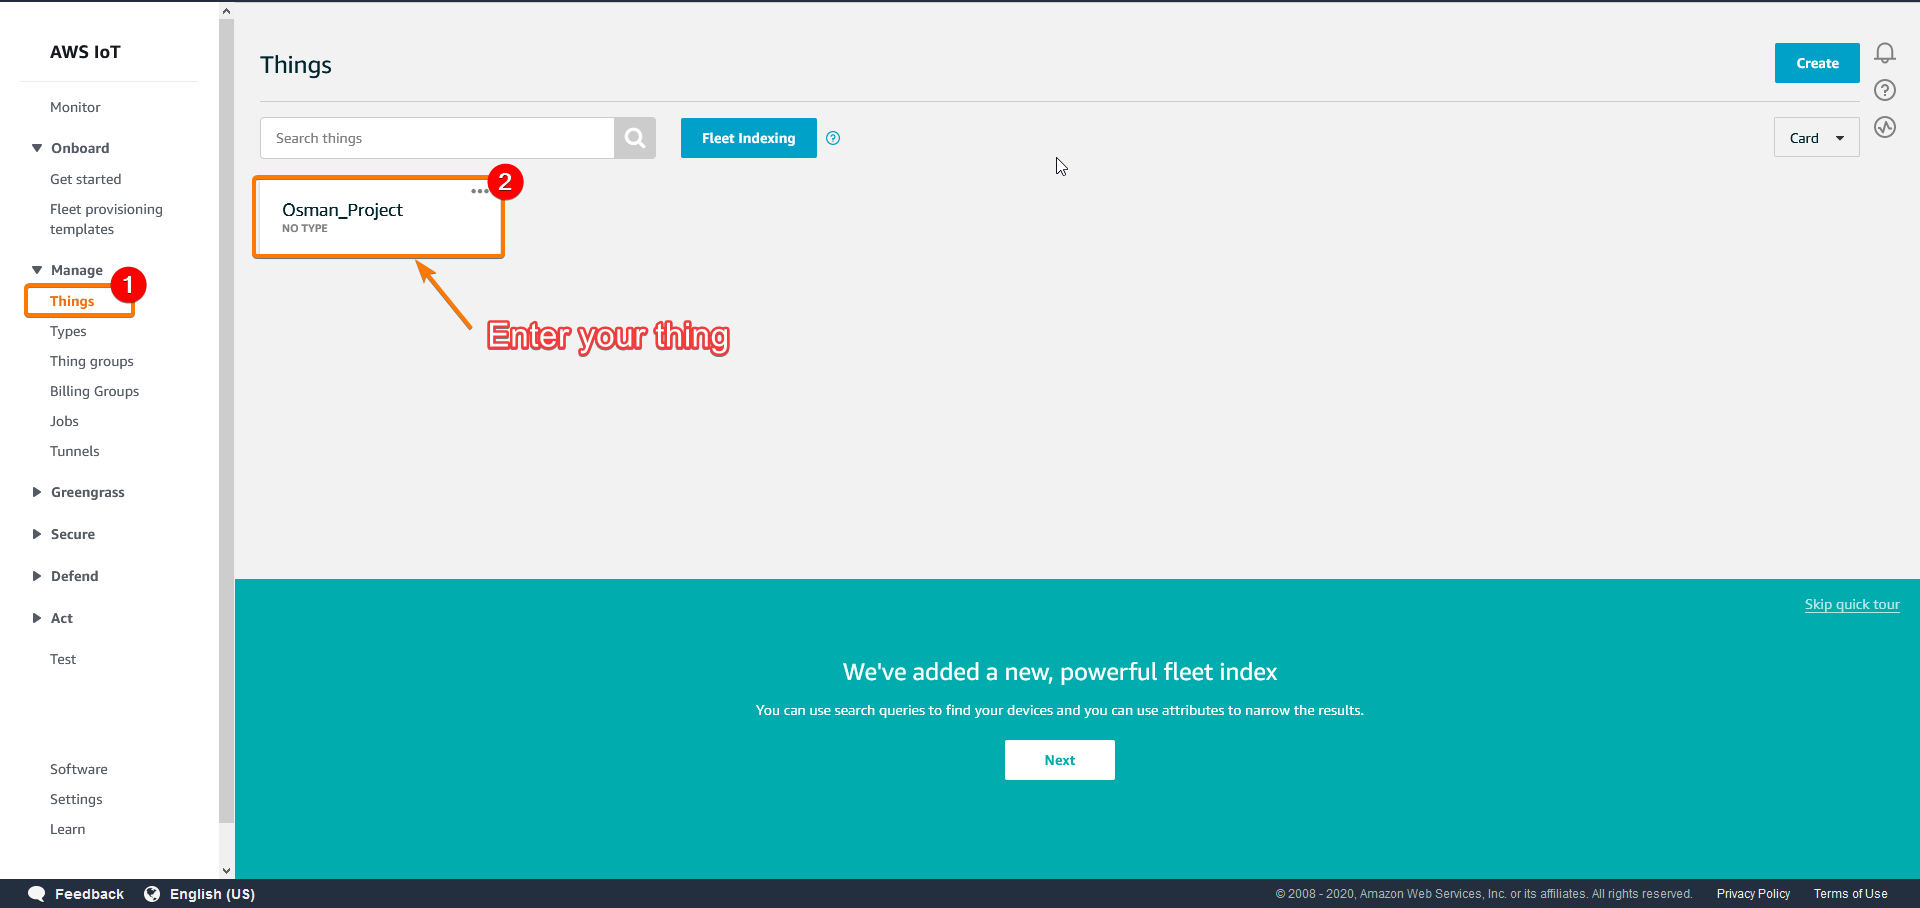 AWS IoT
Monitor
Onboard
Get started
Fleet provisioning
templates
Manage
1
Things
Types
Thing groups
Billing Groups
Jobs
Tunnels
Greengrass
Secure
Defend
Act
Test
Software
Settings
Learn
Things
Create
Search things
Fleet Indexing
Card
2
Osman_Project
NO TYPE
Enter your thing
Skip quick tour
We've added a new, powerful fleet index
You can use search queries to find your devices and you can use attributes to narrow the results.
Next
Feedback
English (US)
© 2008 - 2020, Amazon Web Services, Inc. or its affiliates. All rights reserved.
Privacy Policy
Terms of Use